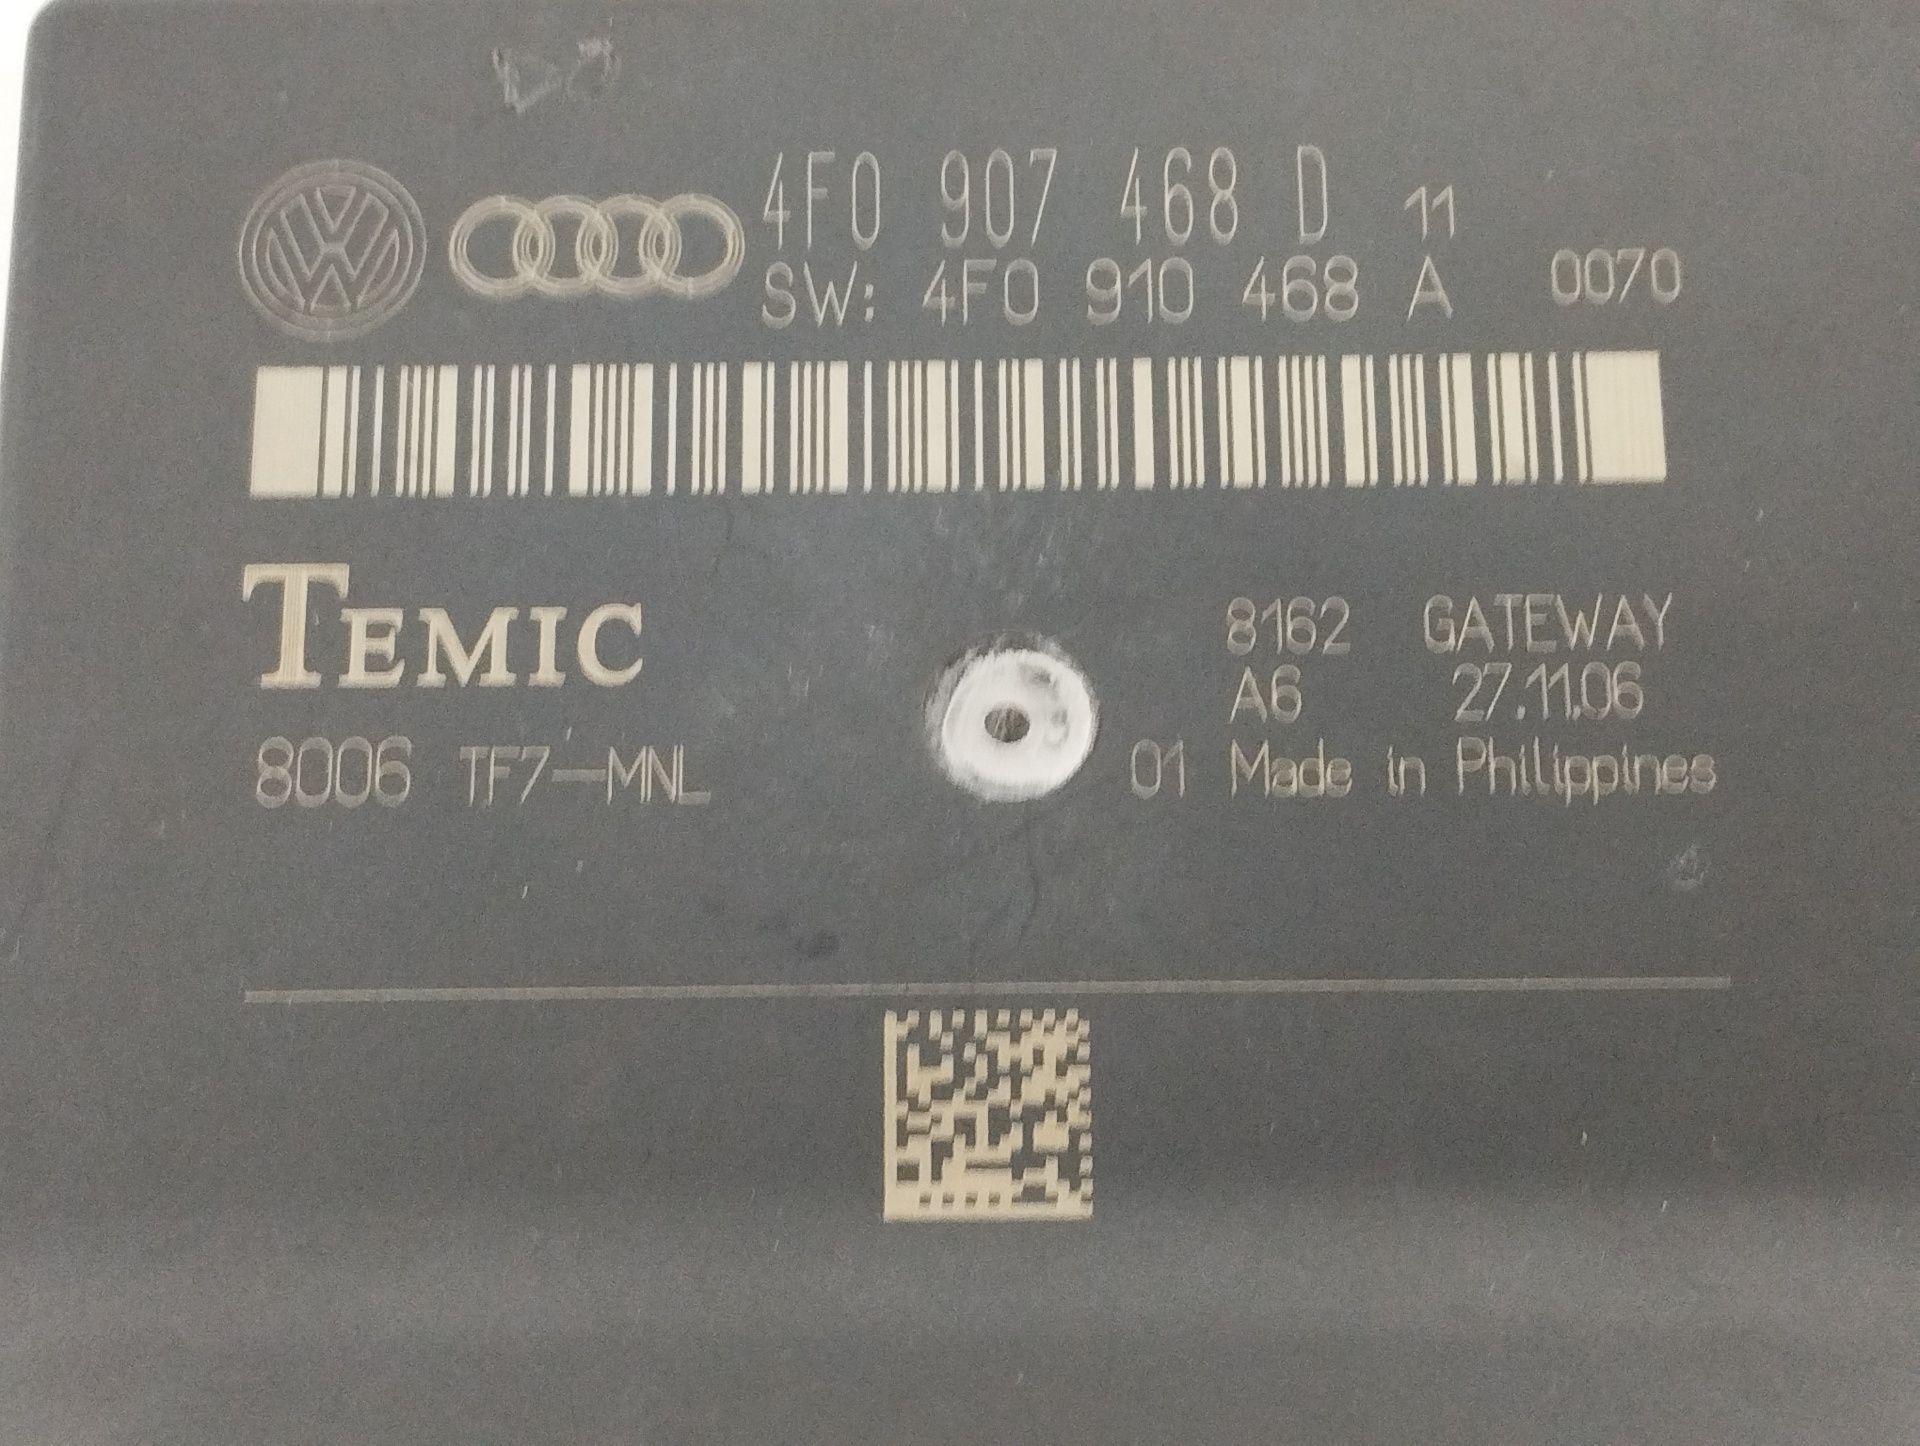 4F0 907 468 D 11
SW: 4F0 910 468 A 0070
TEMIC
8162 GATEWAY
A6 27.11.06
8006 TF7-MNL
01 Made in Philippines